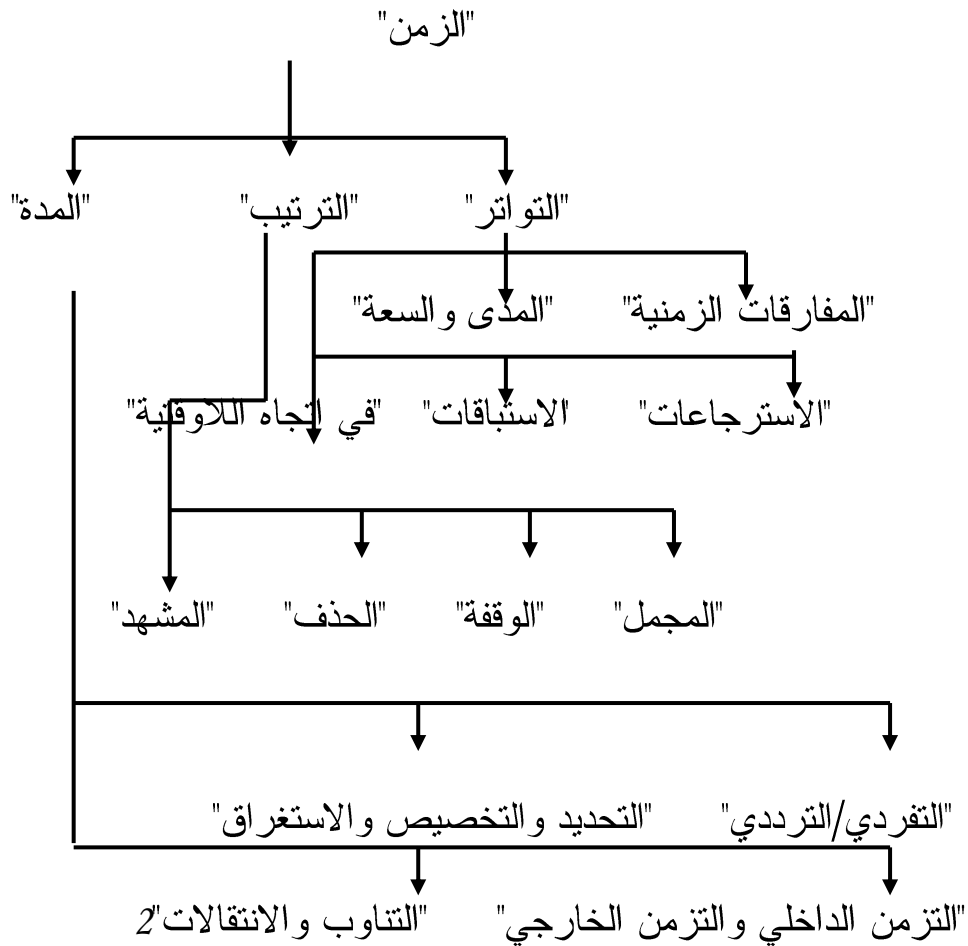 "الزمن"
"التواتر" "الترتيب" "المدة"
"المفارقات الزمنية" "المدى والسعة"
"الاسترجاعات" "الاستباقات" "في اتجاه اللاوقتية"
"المجمل" "الوقفة" "الحذف" "المشهد"
"التفردي/الترددي" "التحديد والتخصيص والاستغراق"
"التزمن الداخلي والتزمن الخارجي" "التناوب والانتقالات"2